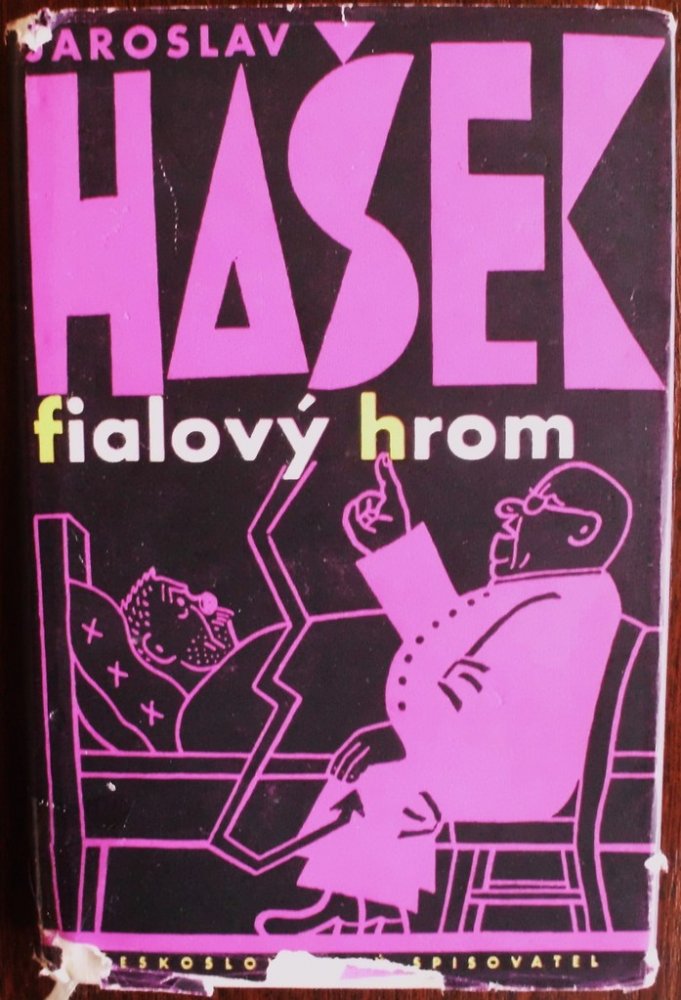 JAROSLAV
HAŠEK
fialový hrom
SPISOVATEL